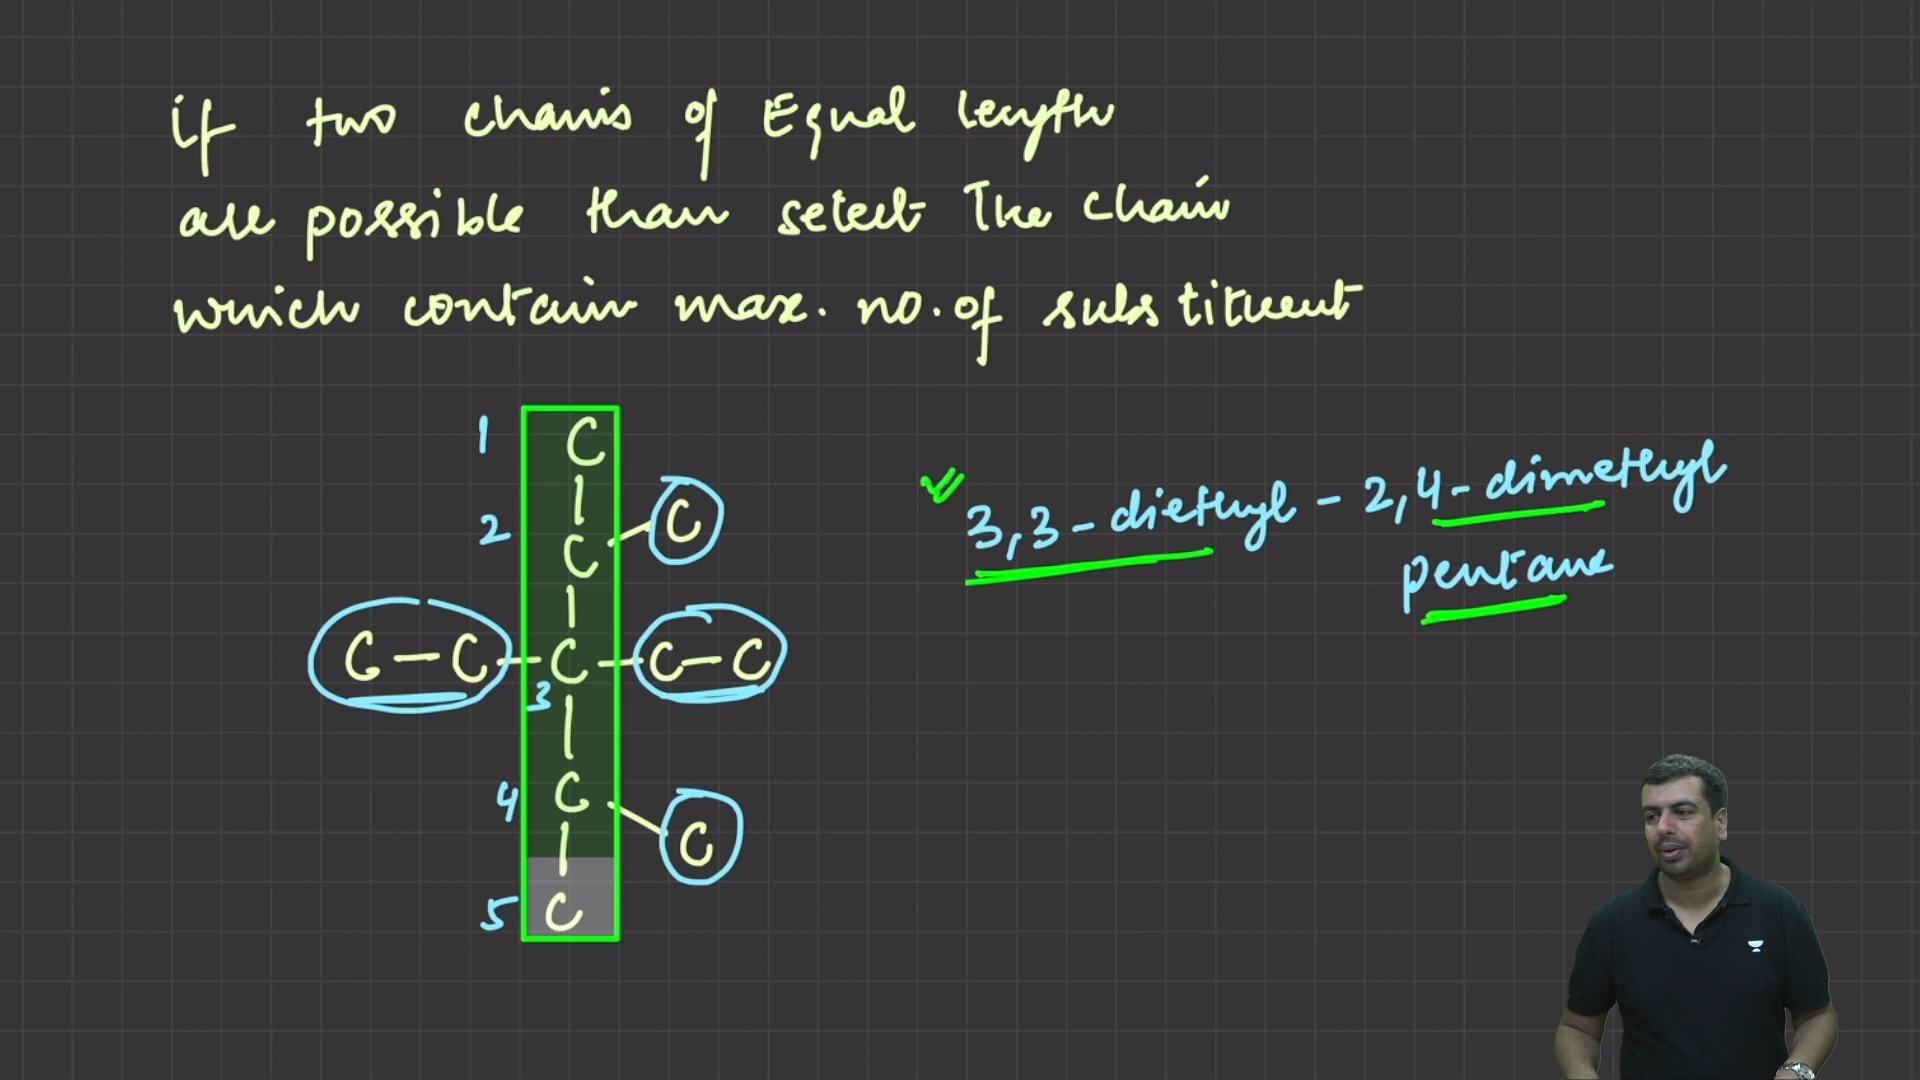 if two chains of Equal length
are possible than select The chain
which contain max. no. of substituent
1 C
2 C - C
C - C - C - C - C
3
4 C - C
5 C
3,3 - diethyl - 2,4 - dimethyl
pentane